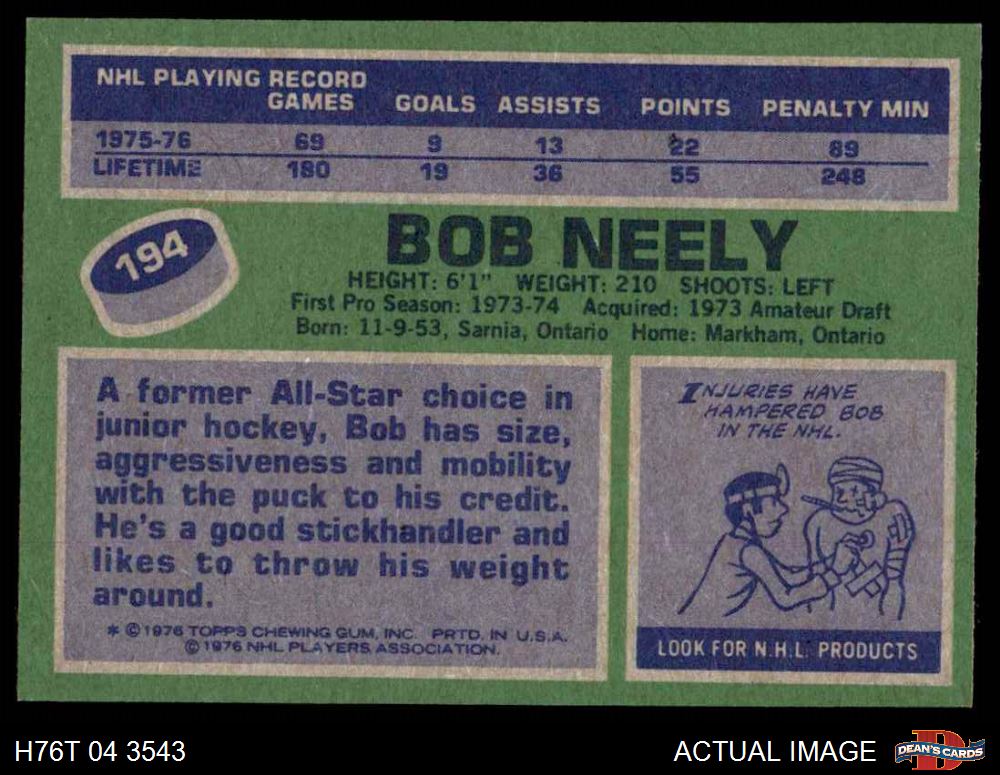 NHL PLAYING RECORD
GAMES GOALS ASSISTS POINTS PENALTY MIN
1975-76 69 9 13 22 89
LIFETIME 180 19 36 55 248
194
BOB NEELY
HEIGHT: 6'1" WEIGHT: 210 SHOOTS: LEFT
First Pro Season: 1973-74 Acquired: 1973 Amateur Draft
Born: 11-9-53, Sarnia, Ontario Home: Markham, Ontario
A former All-Star choice in
junior hockey, Bob has size,
aggressiveness and mobility
with the puck to his credit.
He's a good stickhandler and
likes to throw his weight
around.
* © 1976 TOPPS CHEWING GUM, INC. PRTD. IN U.S.A.
© 1976 NHL PLAYERS ASSOCIATION.
INJURIES HAVE
HAMPERED BOB
IN THE NHL.
LOOK FOR N.H.L. PRODUCTS
H76T 04 3543
ACTUAL IMAGE
D
DEAN'S CARDS